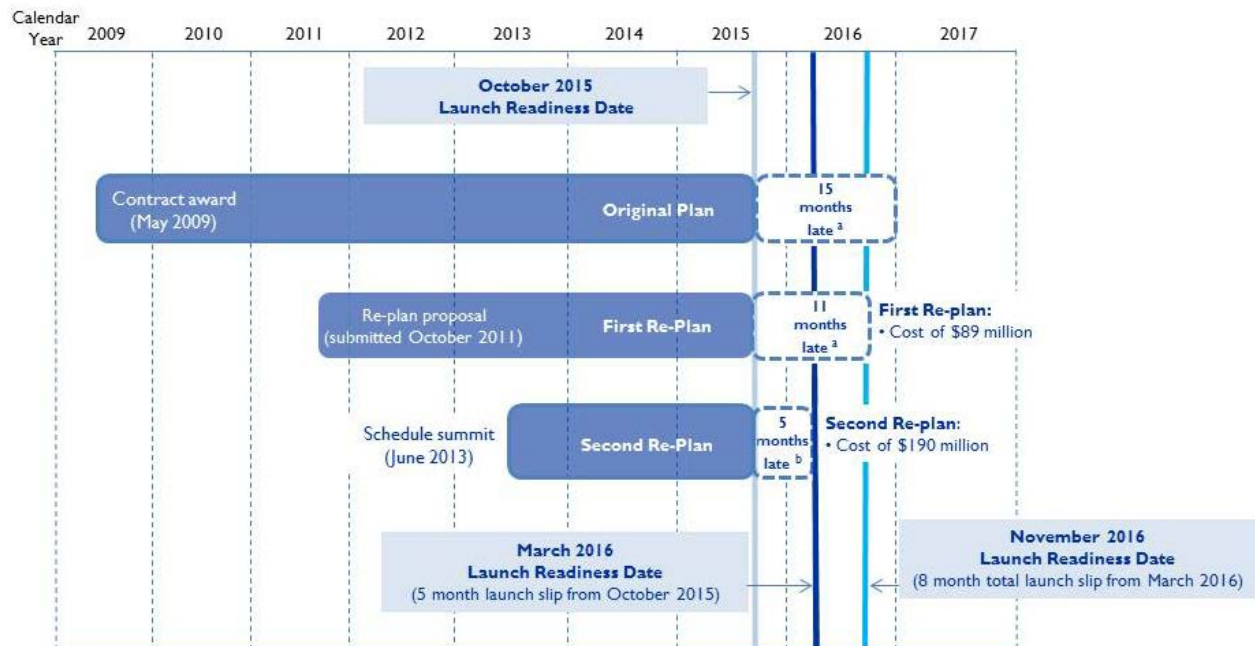 Calendar
Year
2009 2010 2011 2012 2013 2014 2015 2016 2017
October 2015
Launch Readiness Date
Contract award
(May 2009)
Original Plan
15
months
late a
Re-plan proposal
(submitted October 2011)
First Re-Plan
11
months
late a
First Re-plan:
• Cost of $89 million
Schedule summit
(June 2013)
Second Re-Plan
5
months
late b
Second Re-plan:
• Cost of $190 million
March 2016
Launch Readiness Date
(5 month launch slip from October 2015)
November 2016
Launch Readiness Date
(8 month total launch slip from March 2016)